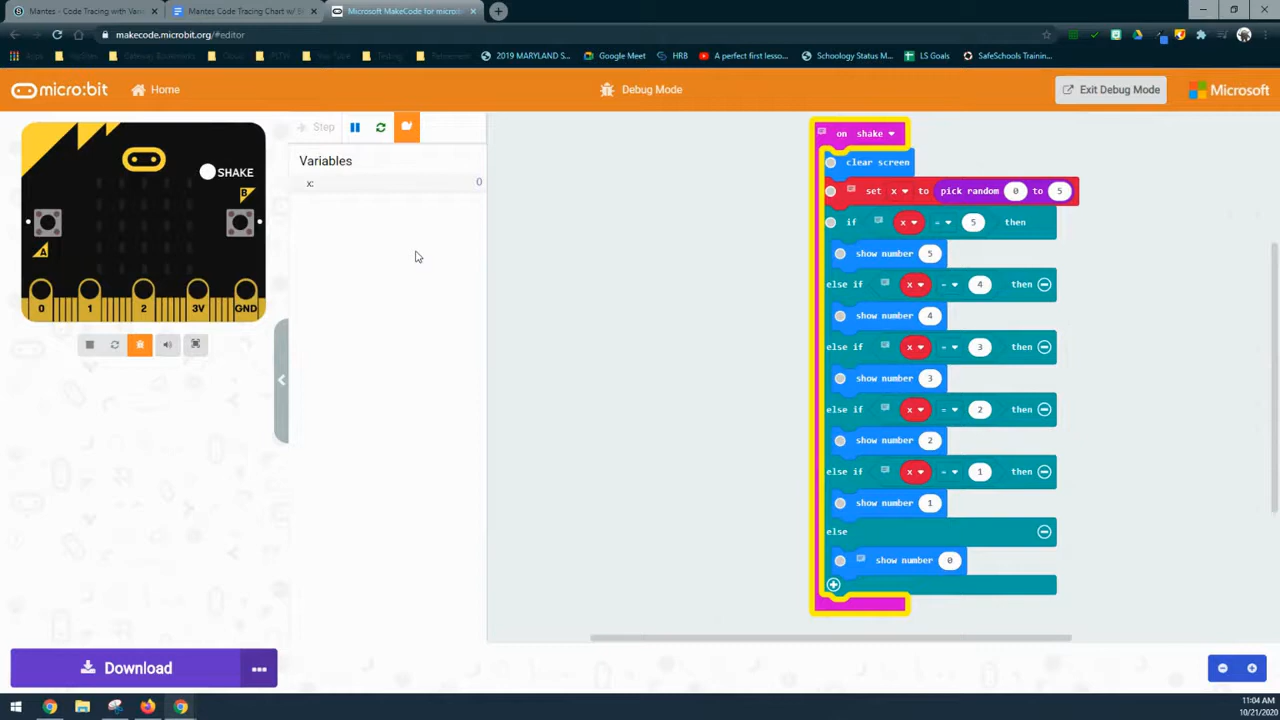 Mantes - Code Tracing with Vari
Mantes Code Tracing Chart w/ S
Microsoft MakeCode for micro:bit
makecode.microbit.org/#editor
Apps
2019 MARYLAND S...
Google Meet
HRB
A perfect first lesso...
Schoology Status M...
LS Goals
SafeSchools Trainin...
micro:bit
Home
Debug Mode
Exit Debug Mode
Microsoft
SHAKE
B
A
0 1 2 3V GND
Step
Variables
x: 0
on shake
clear screen
set x to pick random 0 to 5
if x = 5 then
show number 5
else if x = 4 then
show number 4
else if x = 3 then
show number 3
else if x = 2 then
show number 2
else if x = 1 then
show number 1
else
show number 0
Download
11:04 AM
10/21/2020